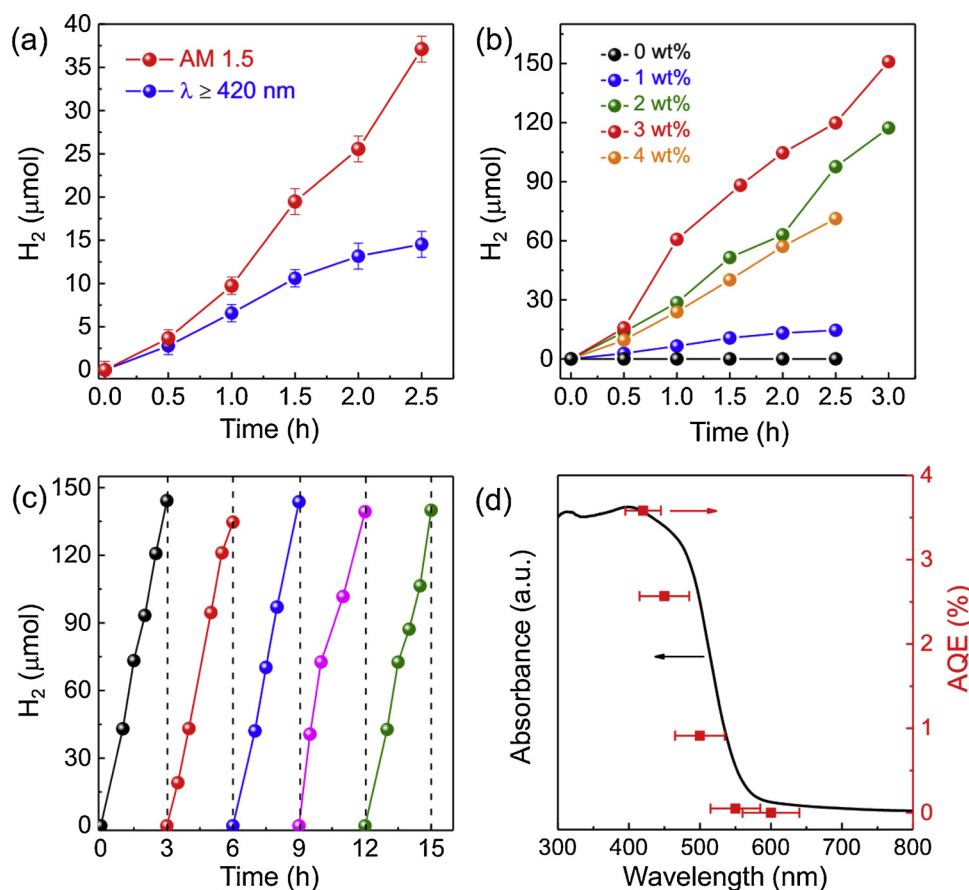 (a)
AM 1.5
λ ≥ 420 nm
H2 (μmol)
40
35
30
25
20
15
10
5
0
0.0 0.5 1.0 1.5 2.0 2.5
Time (h)
(b)
0 wt%
1 wt%
2 wt%
3 wt%
4 wt%
H2 (μmol)
150
120
90
60
30
0
0.0 0.5 1.0 1.5 2.0 2.5 3.0
Time (h)
(c)
H2 (μmol)
150
120
90
60
30
0
0 3 6 9 12 15
Time (h)
(d)
Absorbance (a.u.)
AQE (%)
4
3
2
1
0
300 400 500 600 700 800
Wavelength (nm)